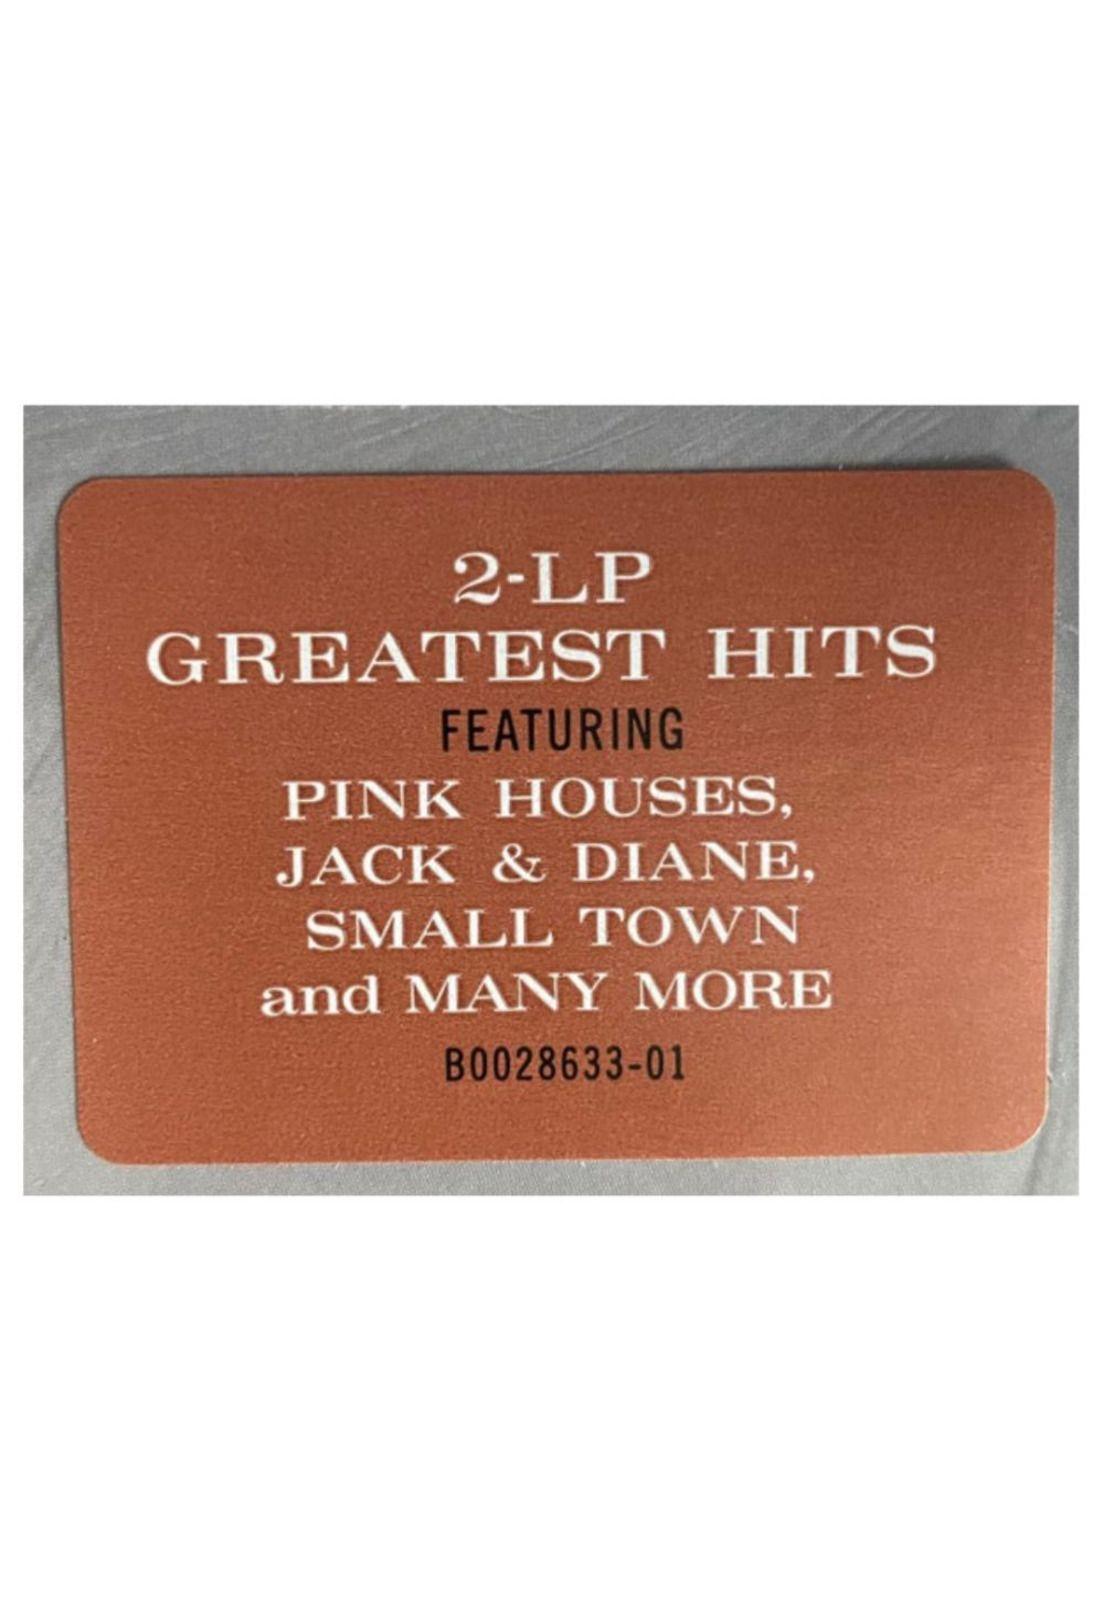 2-LP
GREATEST HITS
FEATURING
PINK HOUSES,
JACK & DIANE,
SMALL TOWN
and MANY MORE
B0028633-01